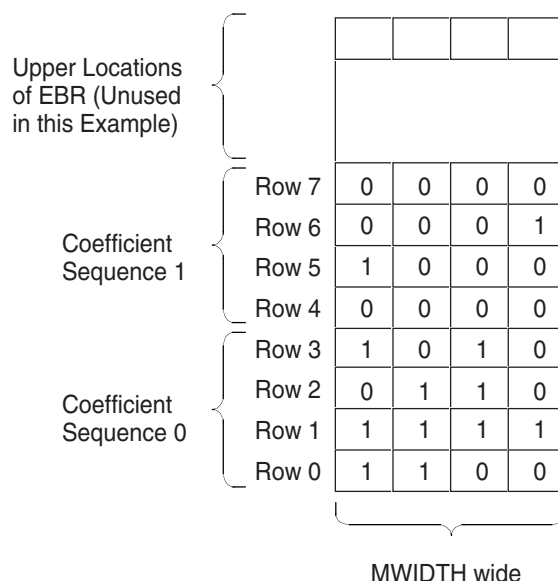 Upper Locations
of EBR (Unused
in this Example)
Row 7 0 0 0 0
Row 6 0 0 0 1
Coefficient
Sequence 1
Row 5 1 0 0 0
Row 4 0 0 0 0
Row 3 1 0 1 0
Row 2 0 1 1 0
Coefficient
Sequence 0
Row 1 1 1 1 1
Row 0 1 1 0 0
MWIDTH wide